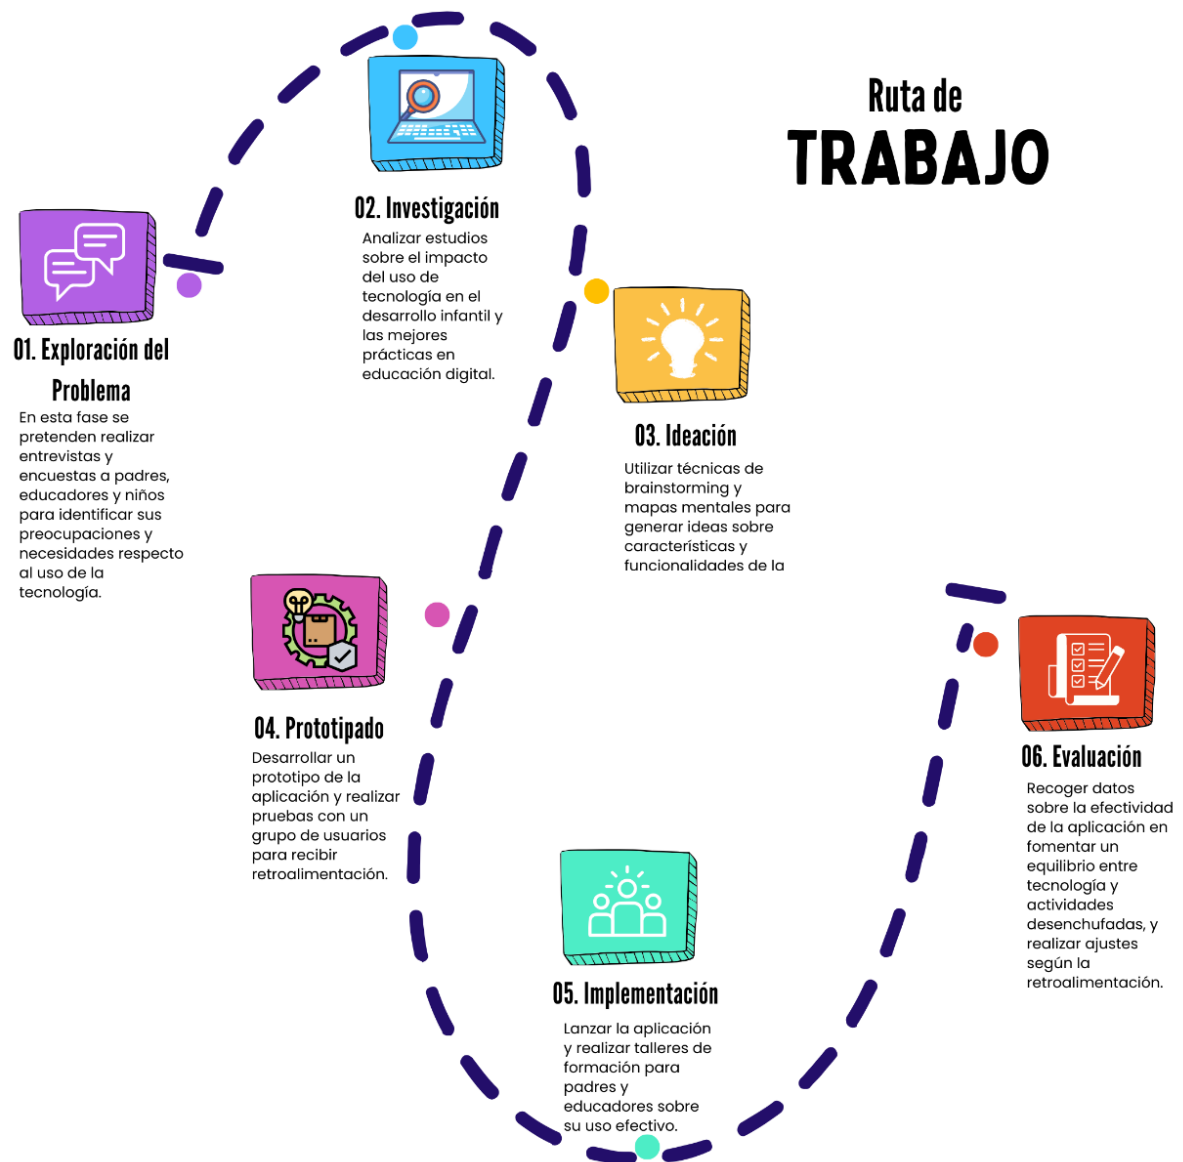 Ruta de
TRABAJO
01. Exploración del
Problema
En esta fase se
pretenden realizar
entrevistas y
encuestas a padres,
educadores y niños
para identificar sus
preocupaciones y
necesidades respecto
al uso de la
tecnología.
02. Investigación
Analizar estudios
sobre el impacto
del uso de
tecnología en el
desarrollo infantil y
las mejores
prácticas en
educación digital.
03. Ideación
Utilizar técnicas de
brainstorming y
mapas mentales para
generar ideas sobre
características y
funcionalidades de la
04. Prototipado
Desarrollar un
prototipo de la
aplicación y realizar
pruebas con un
grupo de usuarios
para recibir
retroalimentación.
05. Implementación
Lanzar la aplicación
y realizar talleres de
formación para
padres y
educadores sobre
su uso efectivo.
06. Evaluación
Recoger datos
sobre la efectividad
de la aplicación en
fomentar un
equilibrio entre
tecnología y
actividades
desenchufadas, y
realizar ajustes
según la
retroalimentación.